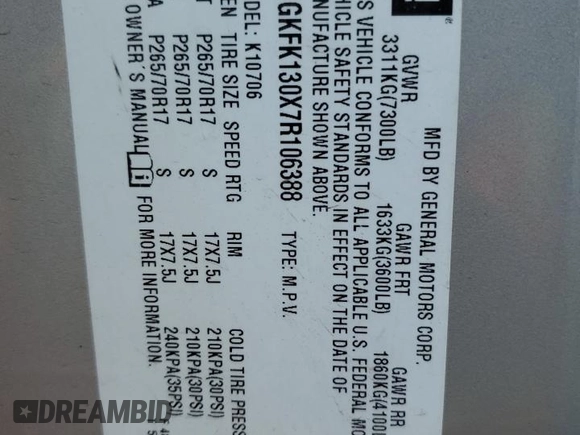 MFD BY GENERAL MOTORS CORP.
GVWR GAWR FRT GAWR RR
3311KG(7300LB) 1633KG(3600LB) 1860KG(4100L
S VEHICLE CONFORMS TO ALL APPLICABLE U.S. FEDERAL MO
HICLE SAFETY STANDARDS IN EFFECT ON THE DATE OF
NUFACTURE SHOWN ABOVE.
GKFK130X7R106388 TYPE: M.P.V.
ODEL: K10706
EN TIRE SIZE SPEED RTG RIM COLD TIRE PRESS
T P265/70R17 S 17X7.5J 210KPA(30PSI)
P265/70R17 S 17X7.5J 210KPA(30PSI)
A P265/70R17 S 17X7.5J 240KPA(35PSI)
OWNER'S MANUAL FOR MORE INFORMATION.
DREAMBID